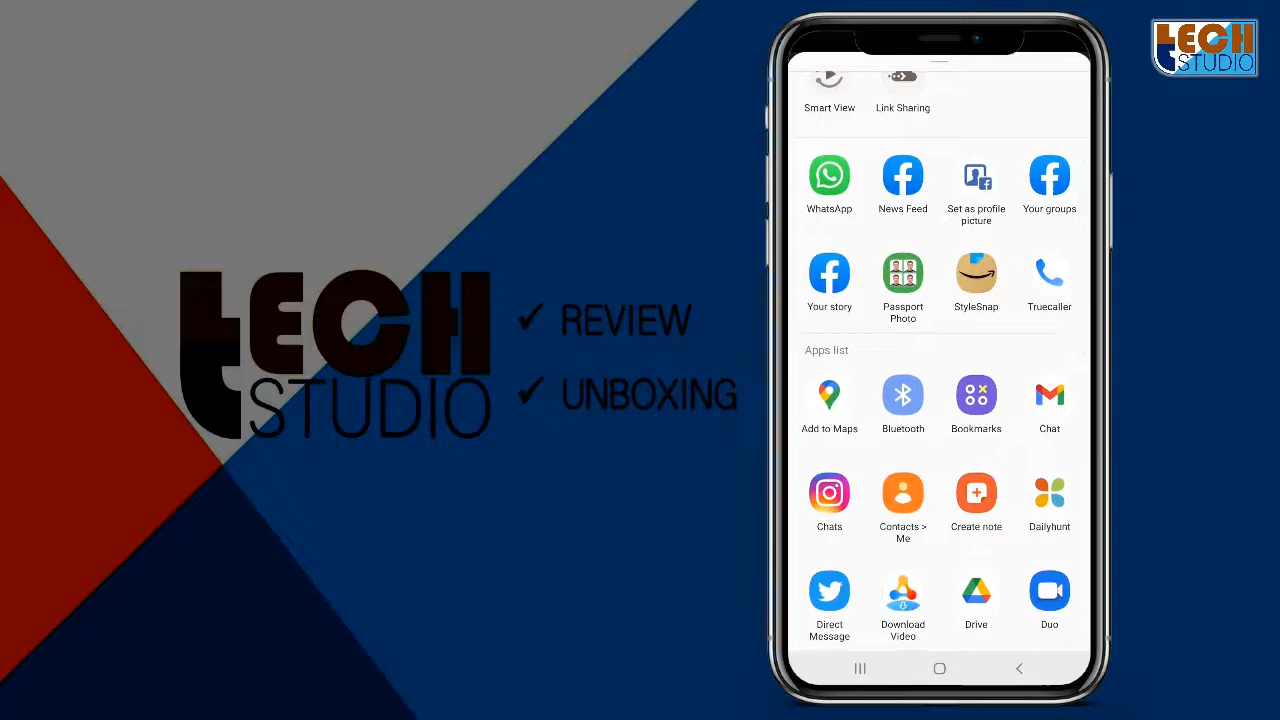 TECH
STUDIO
✓ REVIEW
✓ UNBOXING
TECH
STUDIO
Smart View
Link Sharing
WhatsApp
News Feed
Set as profile
picture
Your groups
Your story
Passport
Photo
StyleSnap
Truecaller
Apps list
Add to Maps
Bluetooth
Bookmarks
Chat
Chats
Contacts >
Me
Create note
Dailyhunt
Direct
Message
Download
Video
Drive
Duo